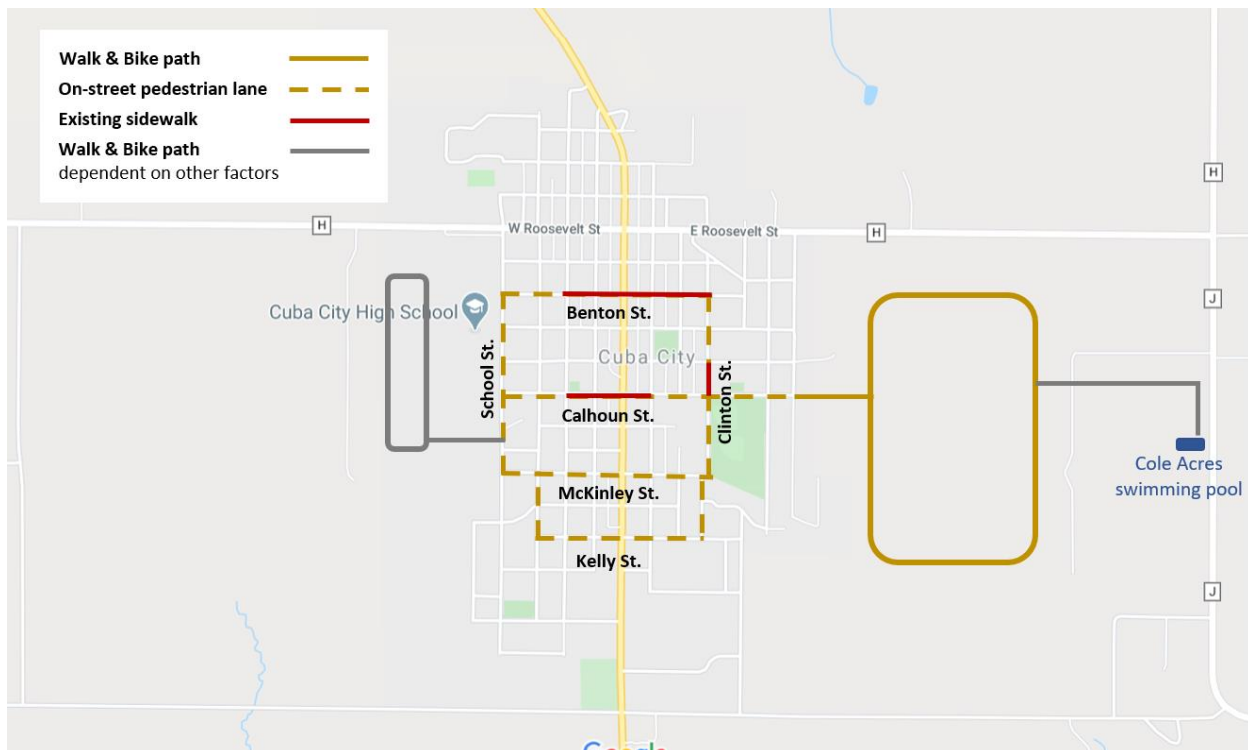 Walk & Bike path
On-street pedestrian lane
Existing sidewalk
Walk & Bike path
dependent on other factors
H
H
W Roosevelt St
E Roosevelt St
H
J
Cuba City High School
Benton St.
School St.
Cuba City
Clinton St.
Calhoun St.
Cole Acres
swimming pool
McKinley St.
Kelly St.
J
Google